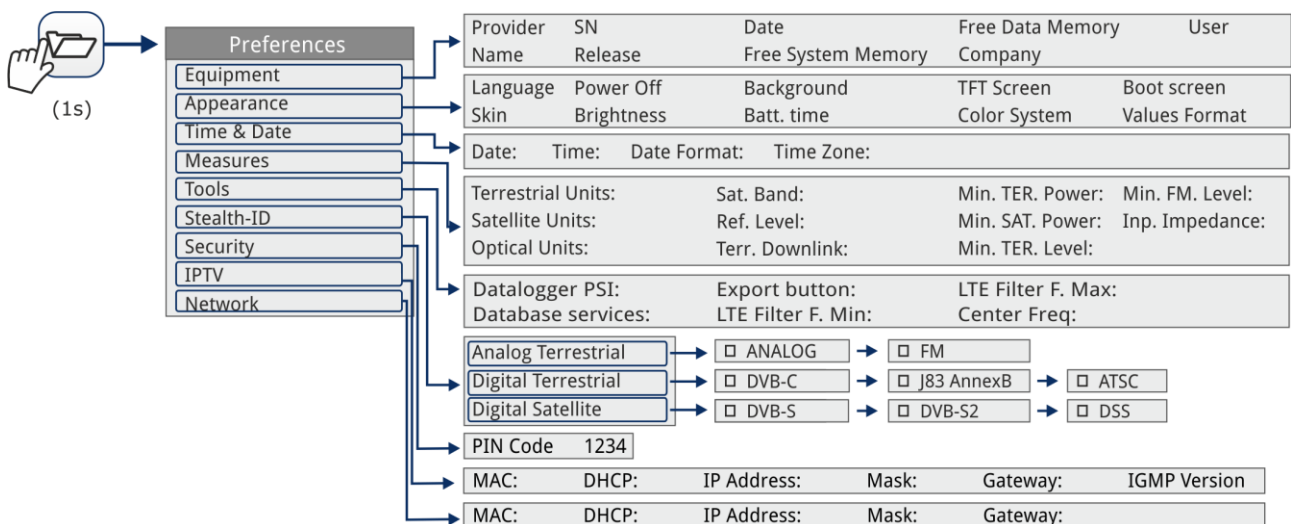 (1s)
Preferences
Equipment
Appearance
Time & Date
Measures
Tools
Stealth-ID
Security
IPTV
Network
Provider SN Date Free Data Memory User
Name Release Free System Memory Company
Language Power Off Background TFT Screen Boot screen
Skin Brightness Batt. time Color System Values Format
Date: Time: Date Format: Time Zone:
Terrestrial Units: Sat. Band: Min. TER. Power: Min. FM. Level:
Satellite Units: Ref. Level: Min. SAT. Power: Inp. Impedance:
Optical Units: Terr. Downlink: Min. TER. Level:
Datalogger PSI: Export button: LTE Filter F. Max:
Database services: LTE Filter F. Min: Center Freq:
Analog Terrestrial ANALOG FM
Digital Terrestrial DVB-C J83 AnnexB ATSC
Digital Satellite DVB-S DVB-S2 DSS
PIN Code 1234
MAC: DHCP: IP Address: Mask: Gateway: IGMP Version
MAC: DHCP: IP Address: Mask: Gateway: